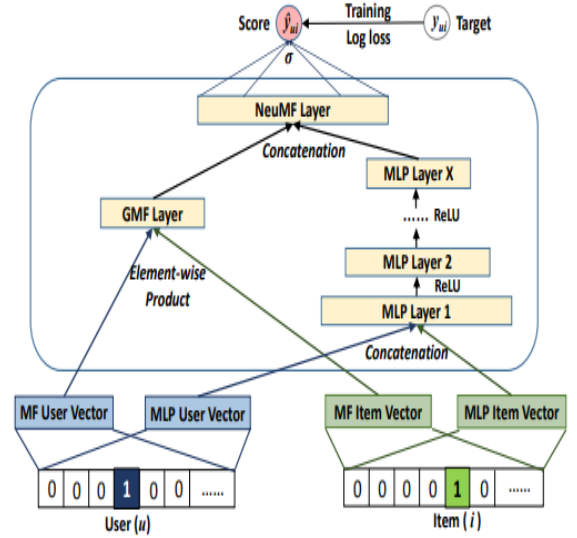 Score ŷui Training yui Target
Log loss
σ
NeuMF Layer
Concatenation
MLP Layer X
GMF Layer
...... ReLU
Element-wise
Product
MLP Layer 2
ReLU
MLP Layer 1
Concatenation
MF User Vector MLP User Vector MF Item Vector MLP Item Vector
0 0 0 1 0 0 ...... 0 0 0 0 1 0 ......
User (u) Item (i)